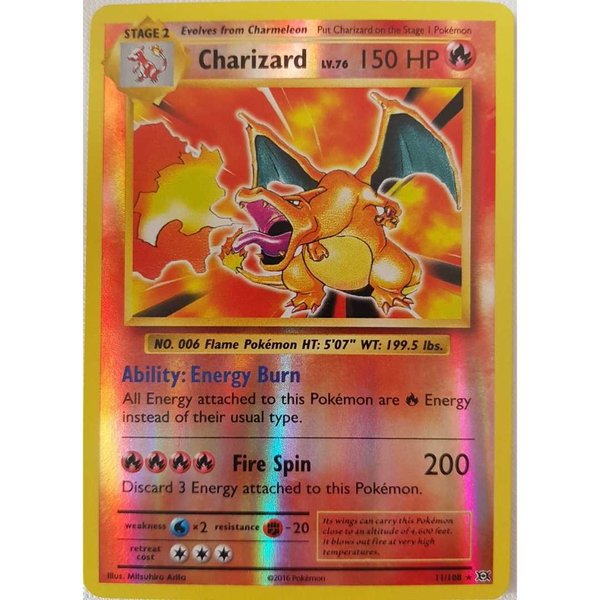 STAGE 2 Evolves from Charmeleon Put Charizard on the Stage 1 Pokémon
Charizard LV.76 150 HP
NO. 006 Flame Pokémon HT: 5'07" WT: 199.5 lbs.
Ability: Energy Burn
All Energy attached to this Pokémon are Energy
instead of their usual type.
Fire Spin 200
Discard 3 Energy attached to this Pokémon.
weakness ×2 resistance -20
retreat
cost
Its wings can carry this Pokémon
close to an altitude of 4,600 feet.
It blows out fire at very high
temperatures.
Illus. Mitsuhiro Arita ©2016 Pokémon 11/108